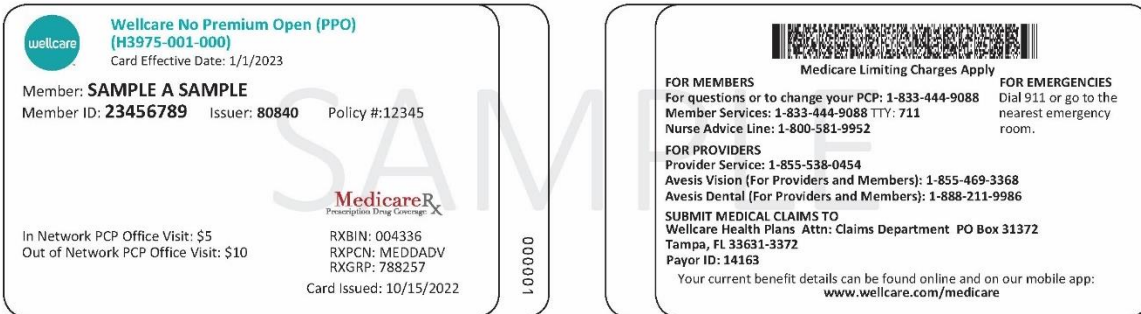 wellcare
Wellcare No Premium Open (PPO)
(H3975-001-000)
Card Effective Date: 1/1/2023
Member: SAMPLE A SAMPLE
Member ID: 23456789 Issuer: 80840 Policy #:12345
MedicareRx
Prescription Drug Coverage
In Network PCP Office Visit: $5
Out of Network PCP Office Visit: $10
RXBIN: 004336
RXPCN: MEDDADV
RXGRP: 788257
Card Issued: 10/15/2022
000001
SAMPLE
Medicare Limiting Charges Apply
FOR MEMBERS
For questions or to change your PCP: 1-833-444-9088
Member Services: 1-833-444-9088 TTY: 711
Nurse Advice Line: 1-800-581-9952
FOR EMERGENCIES
Dial 911 or go to the
nearest emergency
room.
FOR PROVIDERS
Provider Service: 1-855-538-0454
Avesis Vision (For Providers and Members): 1-855-469-3368
Avesis Dental (For Providers and Members): 1-888-211-9986
SUBMIT MEDICAL CLAIMS TO
Wellcare Health Plans Attn: Claims Department PO Box 31372
Tampa, FL 33631-3372
Payor ID: 14163
Your current benefit details can be found online and on our mobile app:
www.wellcare.com/medicare